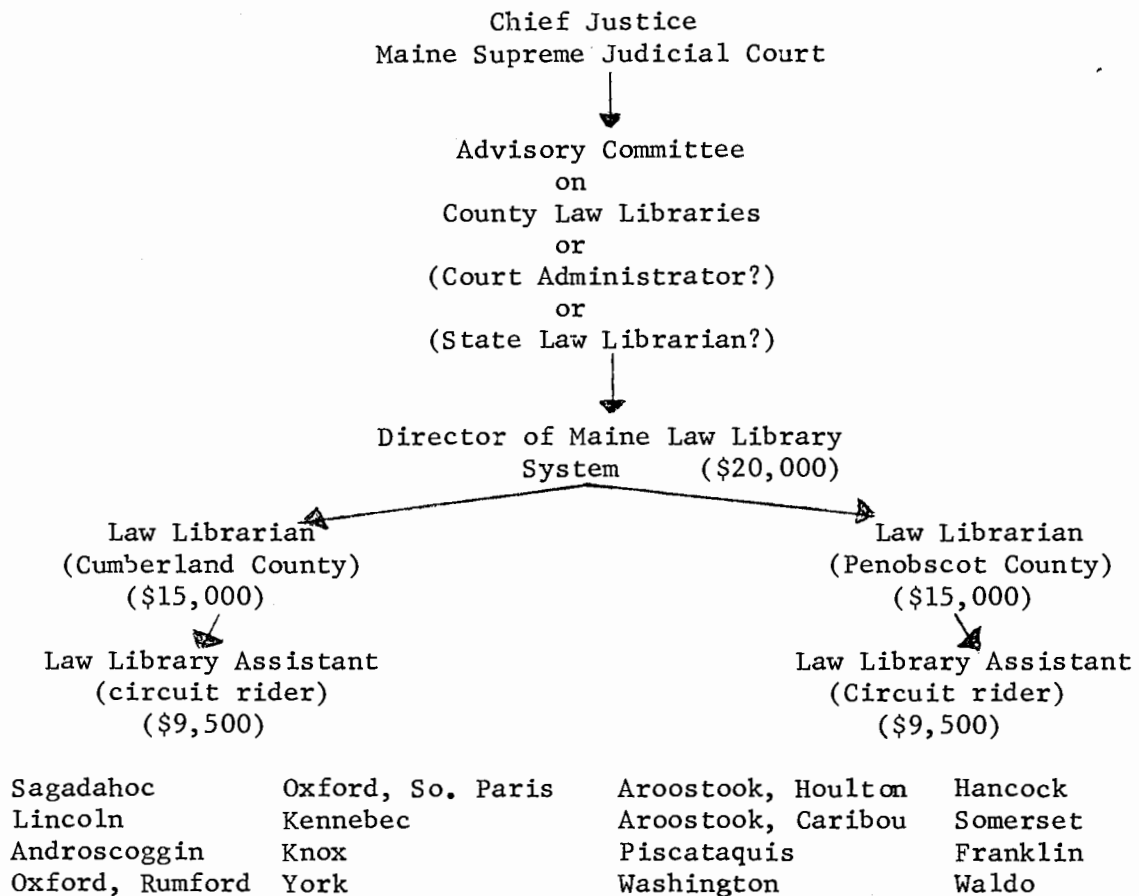 Chief Justice
Maine Supreme Judicial Court
Advisory Committee
on
County Law Libraries
or
(Court Administrator?)
or
(State Law Librarian?)
Director of Maine Law Library
System ($20,000)
Law Librarian
(Cumberland County)
($15,000)
Law Library Assistant
(circuit rider)
($9,500)
Law Librarian
(Penobscot County)
($15,000)
Law Library Assistant
(Circuit rider)
($9,500)
Sagadahoc Oxford, So. Paris Aroostook, Houlton Hancock
Lincoln Kennebec Aroostook, Caribou Somerset
Androscoggin Knox Piscataquis Franklin
Oxford, Rumford York Washington Waldo